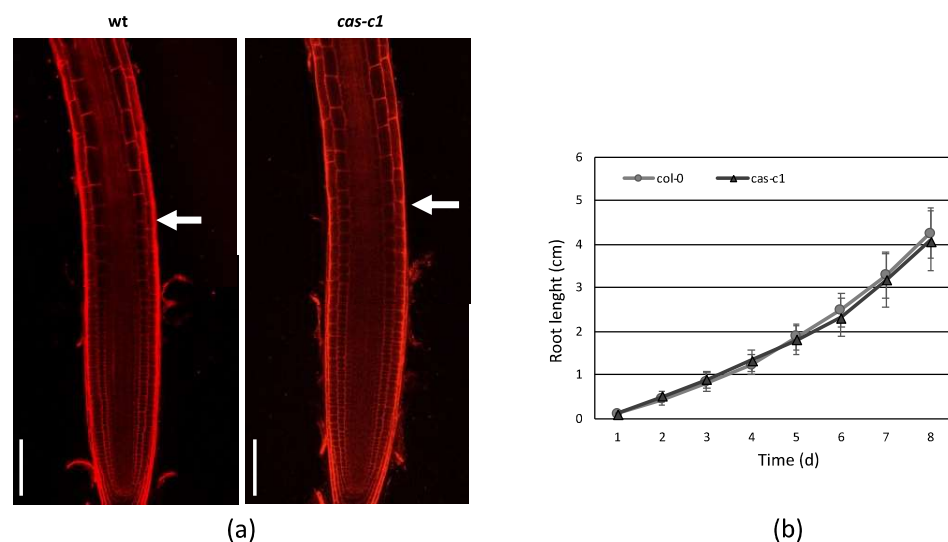 wt
cas-c1
(a)
col-0
cas-c1
6
5
4
3
2
1
0
Root lenght (cm)
1 2 3 4 5 6 7 8
Time (d)
(b)